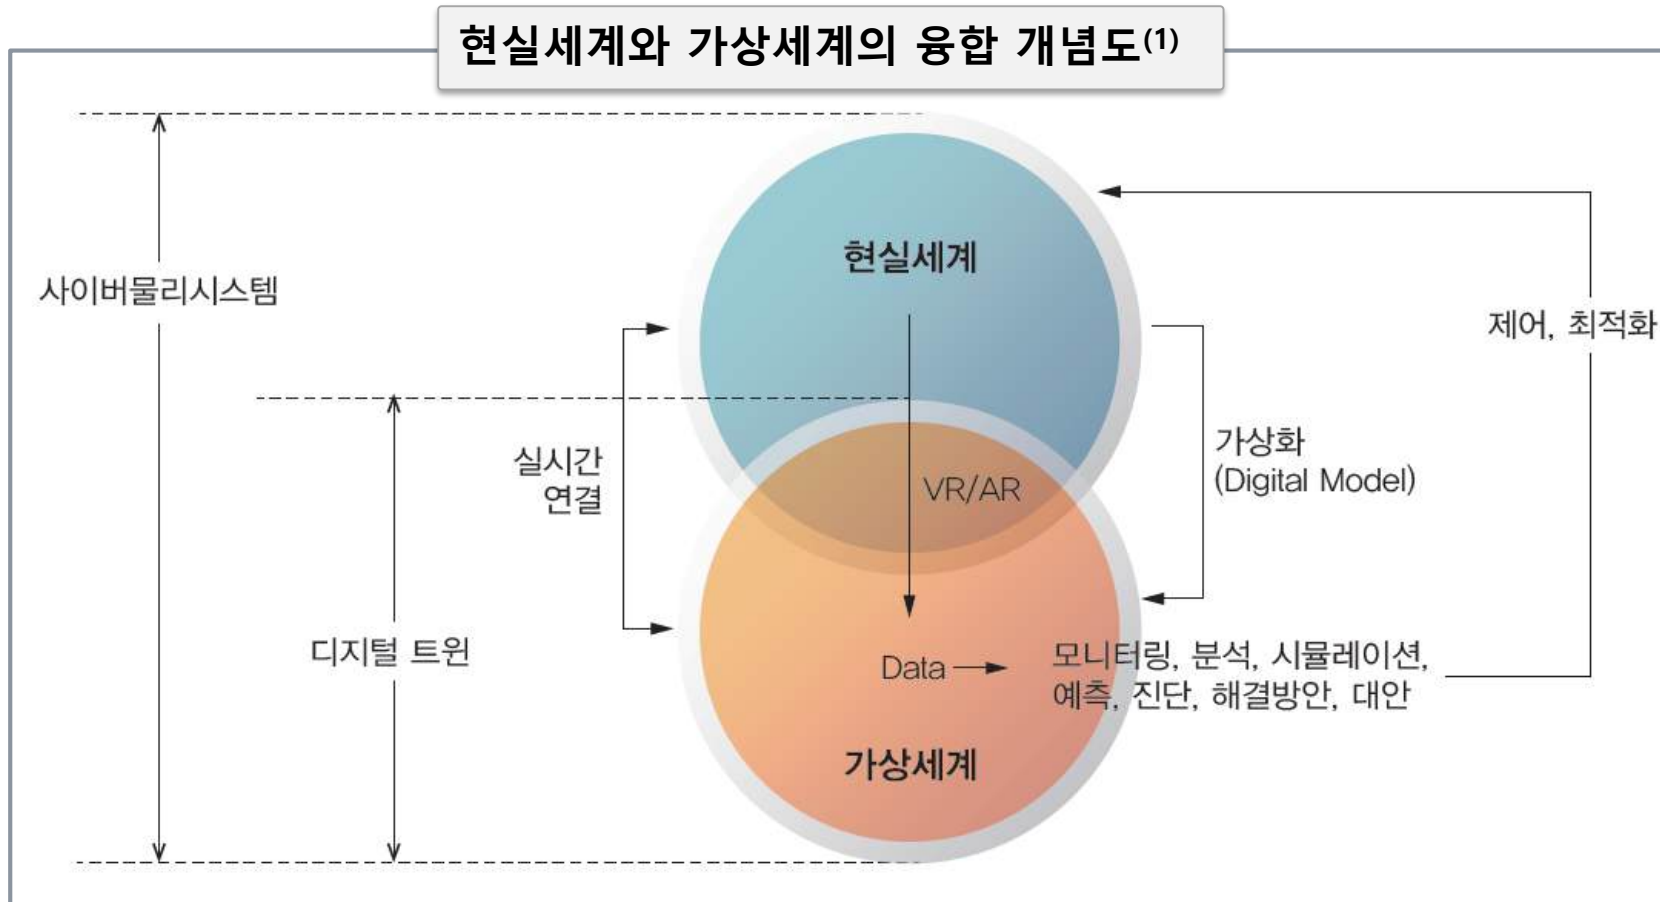 현실세계와 가상세계의 융합 개념도(1)
현실세계
사이버물리시스템
제어, 최적화
실시간
연결
가상화
(Digital Model)
VR/AR
디지털 트윈
Data
모니터링, 분석, 시뮬레이션,
예측, 진단, 해결방안, 대안
가상세계